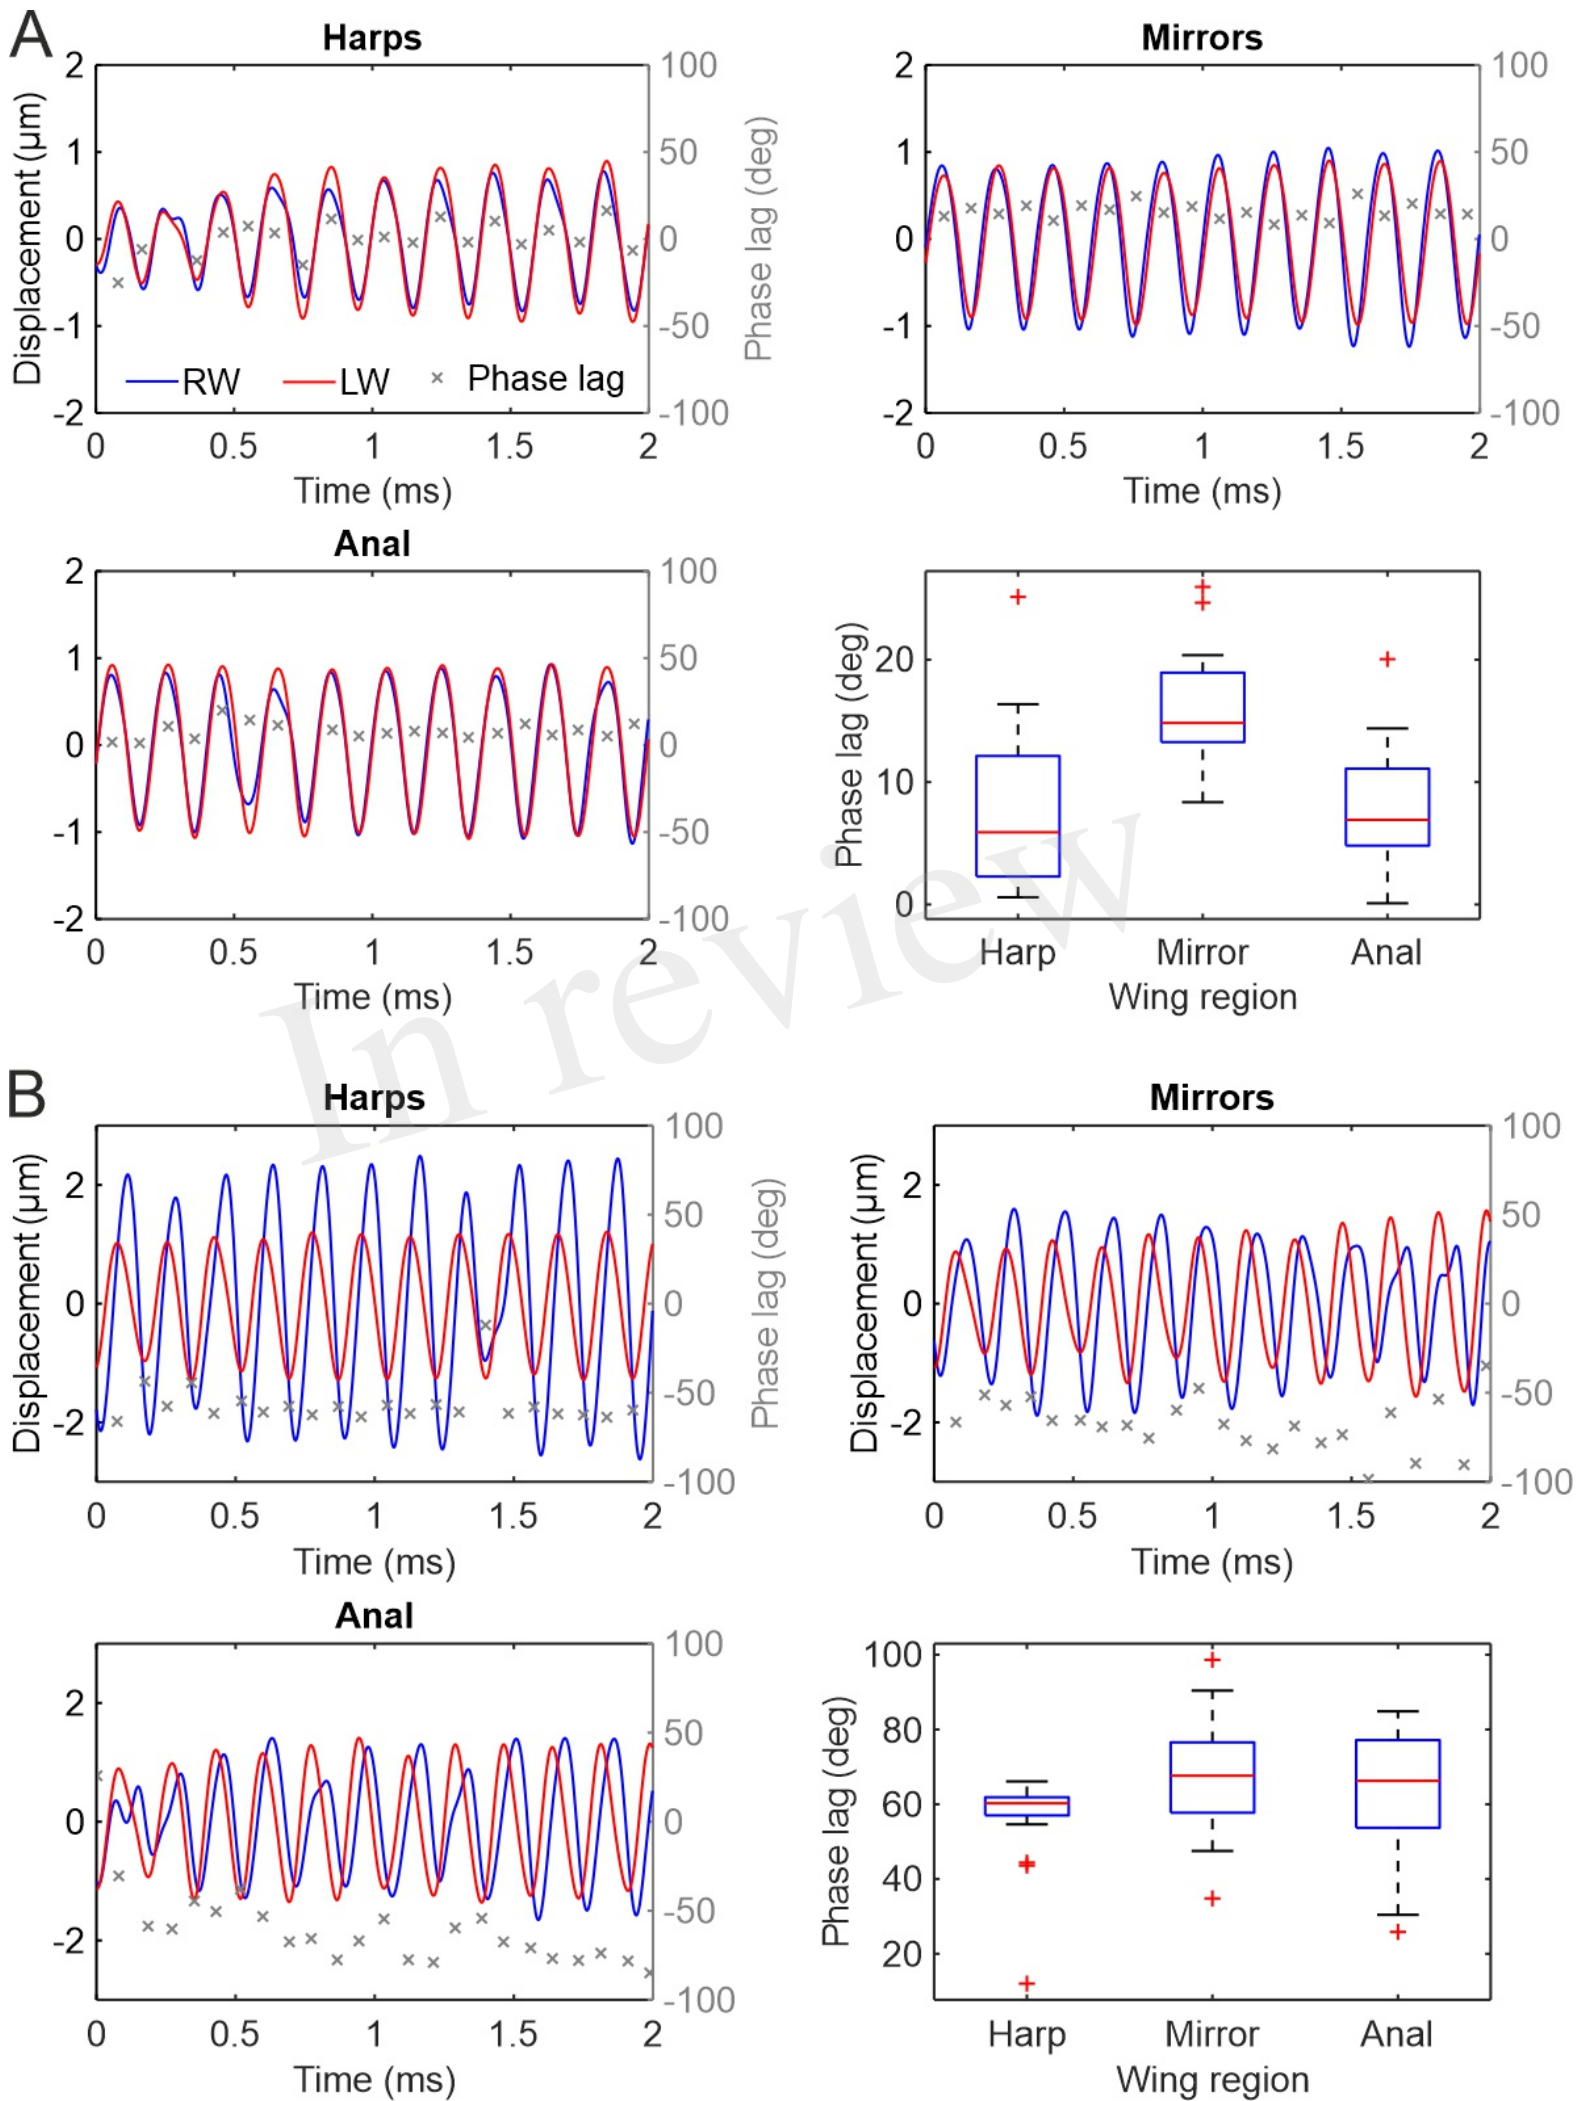 A
Harps
2
1
0
-1
-2
100
50
0
-50
-100
Displacement (μm)
Phase lag (deg)
RW LW × Phase lag
0 0.5 1 1.5 2
Time (ms)
Mirrors
2
1
0
-1
-2
100
50
0
-50
-100
0 0.5 1 1.5 2
Time (ms)
Anal
2
1
0
-1
-2
100
50
0
-50
-100
0 0.5 1 1.5 2
Time (ms)
Phase lag (deg)
20
10
0
Harp Mirror Anal
Wing region
In review
B
Harps
Displacement (μm)
2
0
-2
100
50
0
-50
-100
Phase lag (deg)
0 0.5 1 1.5 2
Time (ms)
Mirrors
Displacement (μm)
2
0
-2
100
50
0
-50
-100
0 0.5 1 1.5 2
Time (ms)
Anal
2
0
-2
100
50
0
-50
-100
0 0.5 1 1.5 2
Time (ms)
Phase lag (deg)
100
80
60
40
20
Harp Mirror Anal
Wing region